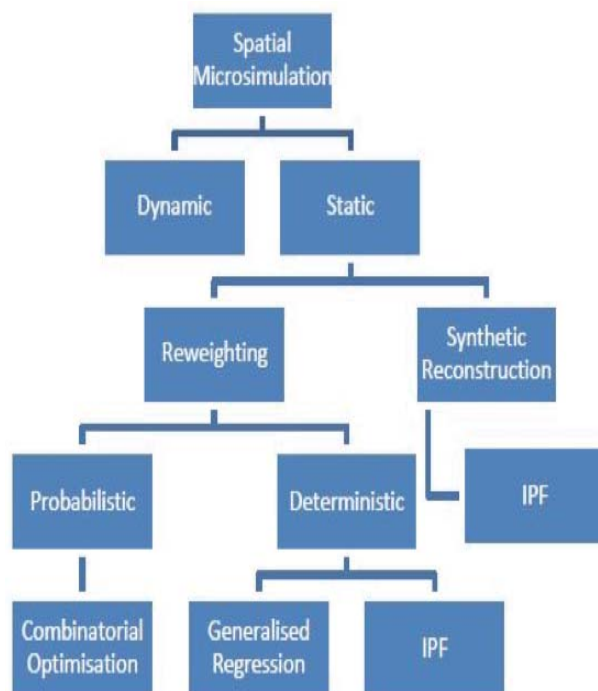 Spatial
Microsimulation
Dynamic
Static
Reweighting
Synthetic
Reconstruction
Probabilistic
Deterministic
IPF
Combinatorial
Optimisation
Generalised
Regression
IPF